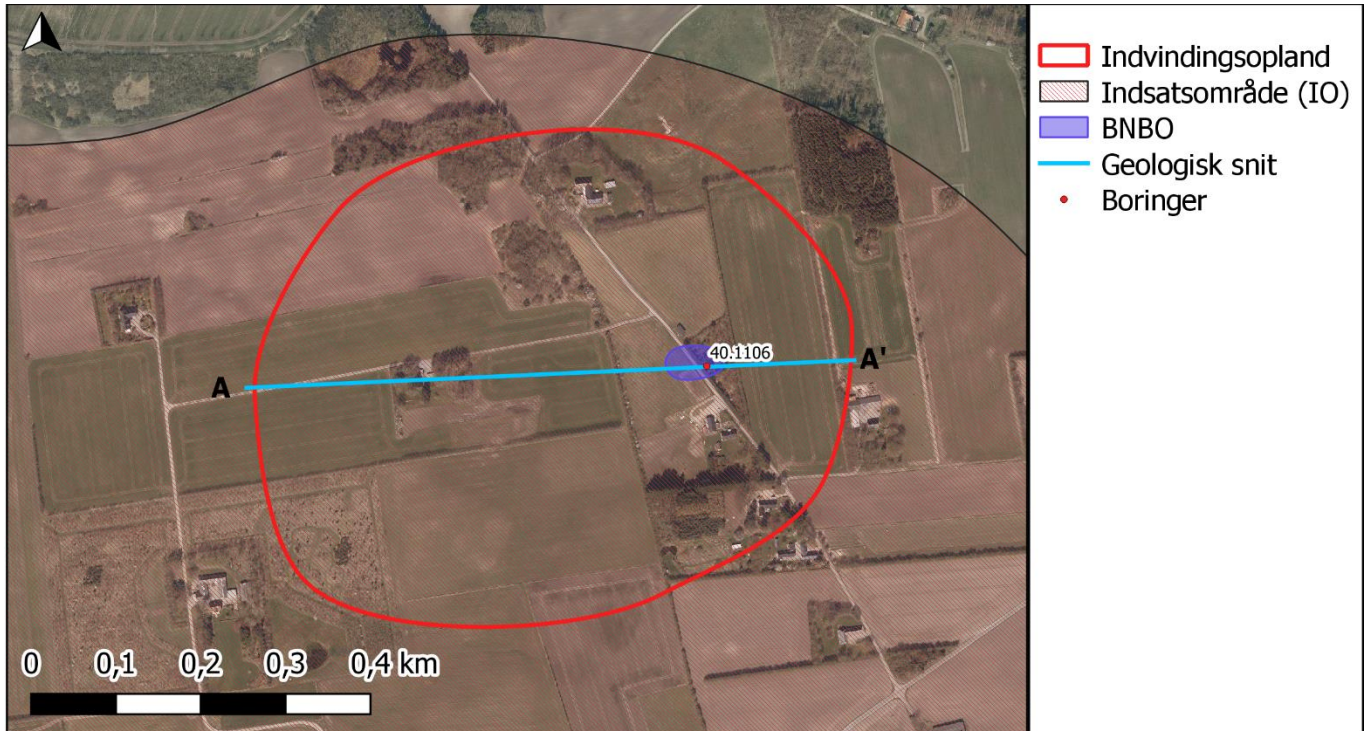 Indvindingsopland
Indsatsområde (IO)
BNBO
Geologisk snit
Boringer
40.1106
A
A'
0 0,1 0,2 0,3 0,4 km